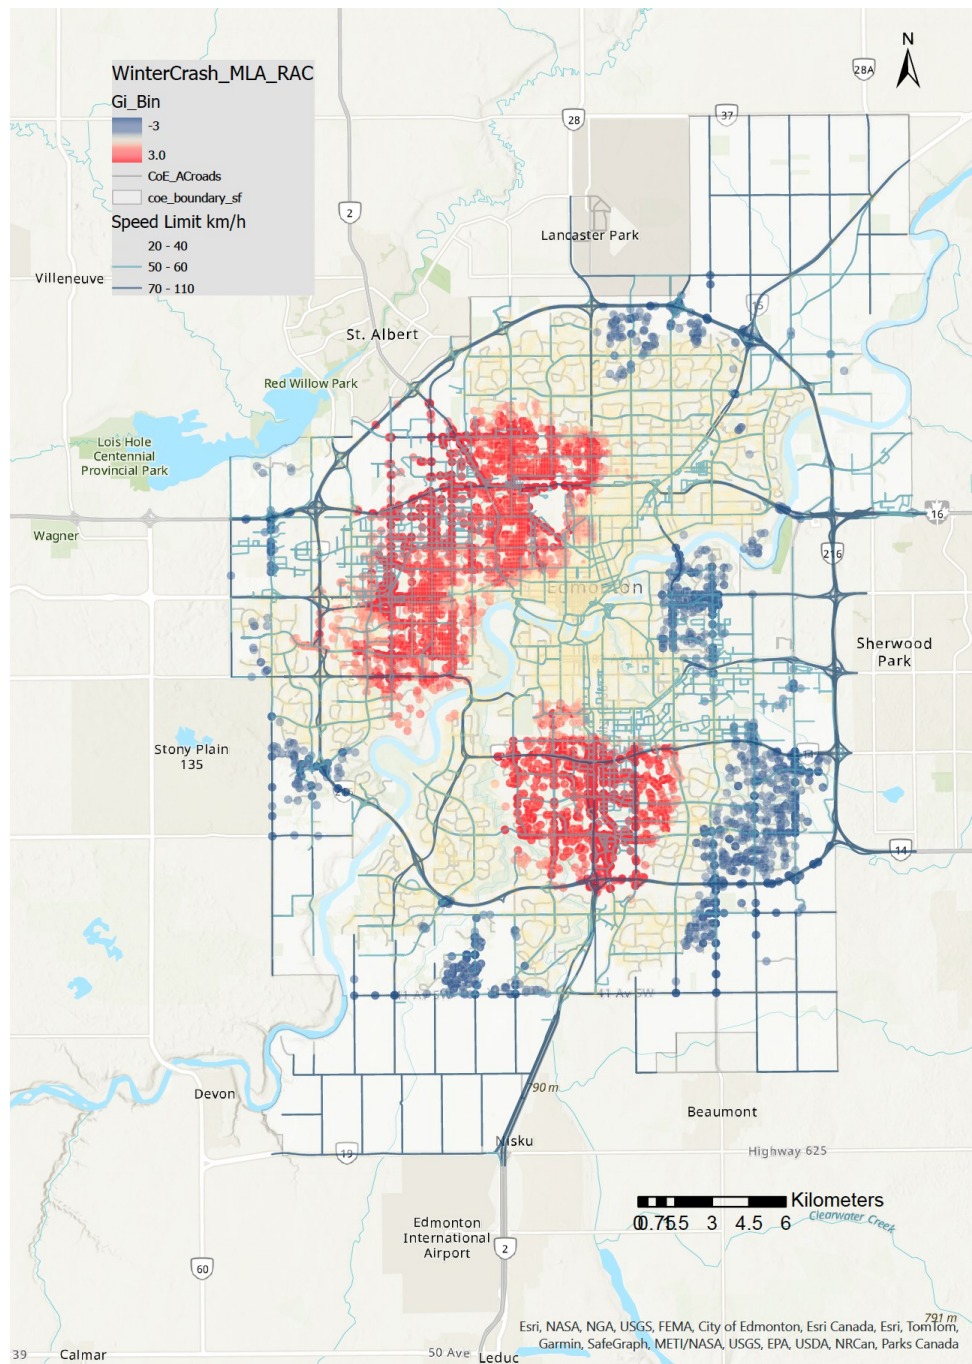 N
28A
WinterCrash_MLA_RAC
Gi_Bin
-3
3.0
CoE_ACroads
coe_boundary_sf
Speed Limit km/h
20 - 40
50 - 60
70 - 110
28
37
2
Lancaster Park
Villeneuve
15
St. Albert
Red Willow Park
Lois Hole
Centennial
Provincial Park
16
Wagner
216
Edmonton
Sherwood
Park
Stony Plain
135
14
41 Av SW
790 m
Devon
Beaumont
Nisku
19
Highway 625
Kilometers
0 0.75 1.5 3 4.5 6
Clearwater Creek
Edmonton
International
Airport
2
60
791 m
Esri, NASA, NGA, USGS, FEMA, City of Edmonton, Esri Canada, Esri, TomTom,
Garmin, SafeGraph, METI/NASA, USGS, EPA, USDA, NRCan, Parks Canada
39
Calmar
50 Ave
Leduc